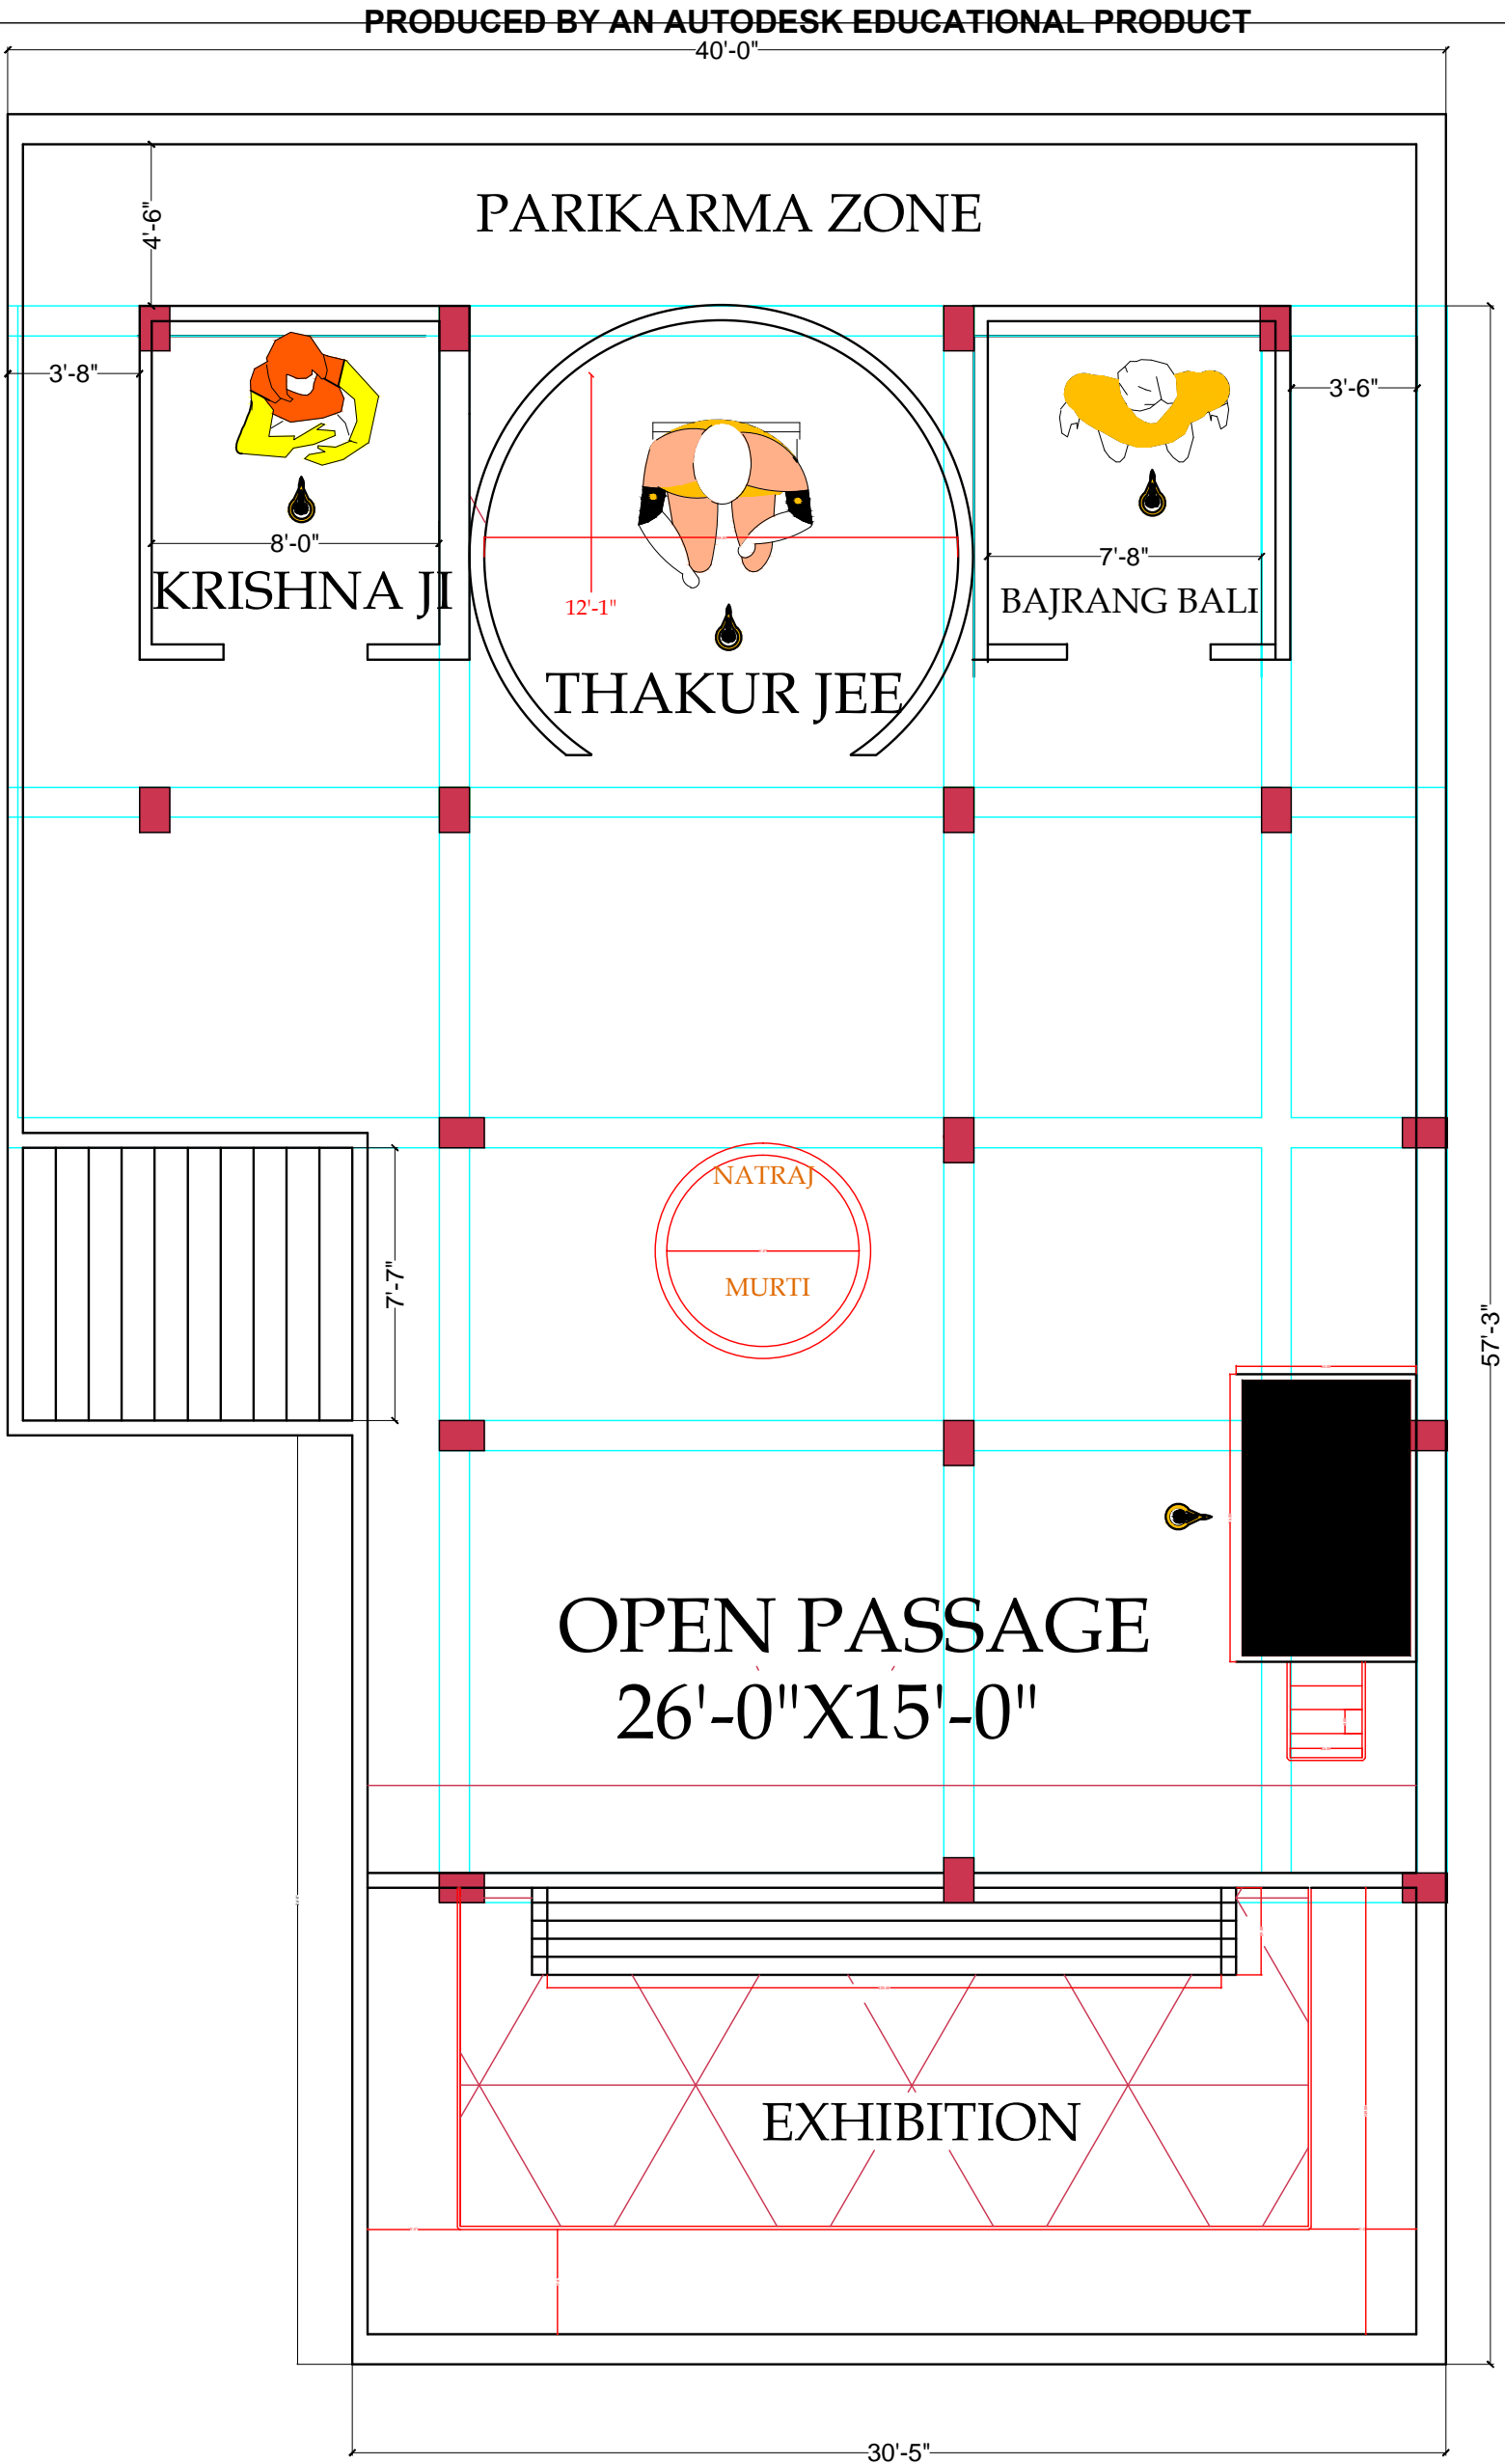 PRODUCED BY AN AUTODESK EDUCATIONAL PRODUCT
40'-0"
PARIKARMA ZONE
4'-6"
3'-8"
3'-6"
8'-0"
7'-8"
KRISHNA JI
12'-1"
BAJRANG BALI
THAKUR JEE
NATRAJ
MURTI
7'-7"
57'-3"
OPEN PASSAGE
26'-0"X15'-0"
EXHIBITION
30'-5"